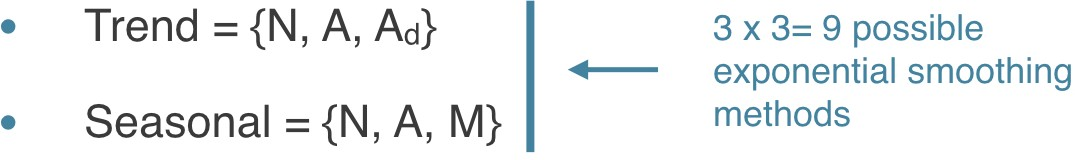 • Trend = {N, A, Ad}
• Seasonal = {N, A, M}
3 x 3= 9 possible
exponential smoothing
methods